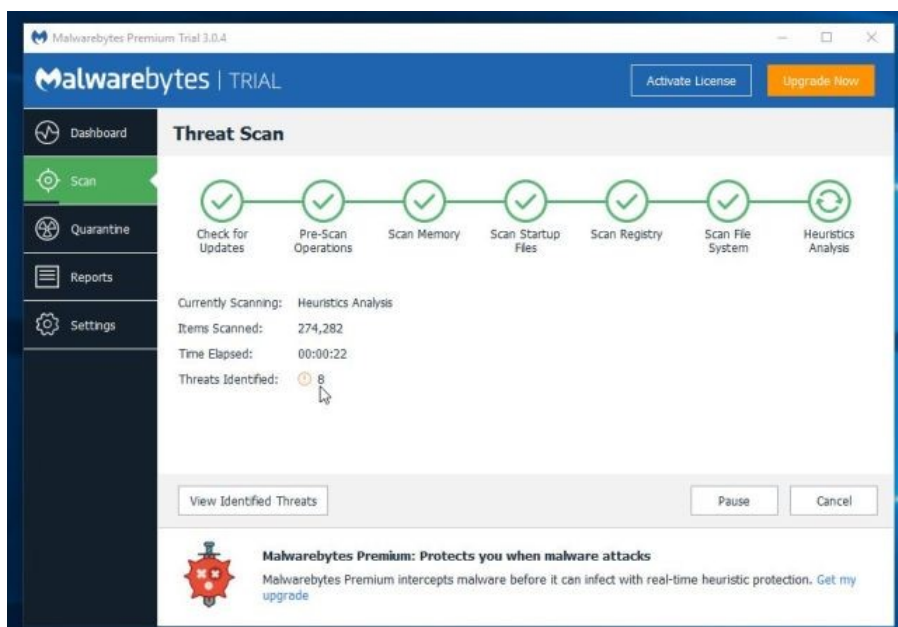 Malwarebytes Premium Trial 3.0.4
Malwarebytes | TRIAL
Activate License
Upgrade Now
Dashboard
Scan
Quarantine
Reports
Settings
Threat Scan
Check for
Updates
Pre-Scan
Operations
Scan Memory
Scan Startup
Files
Scan Registry
Scan File
System
Heuristics
Analysis
Currently Scanning: Heuristics Analysis
Items Scanned: 274,282
Time Elapsed: 00:00:22
Threats Identified: 8
View Identified Threats
Pause
Cancel
Malwarebytes Premium: Protects you when malware attacks
Malwarebytes Premium intercepts malware before it can infect with real-time heuristic protection. Get my
upgrade